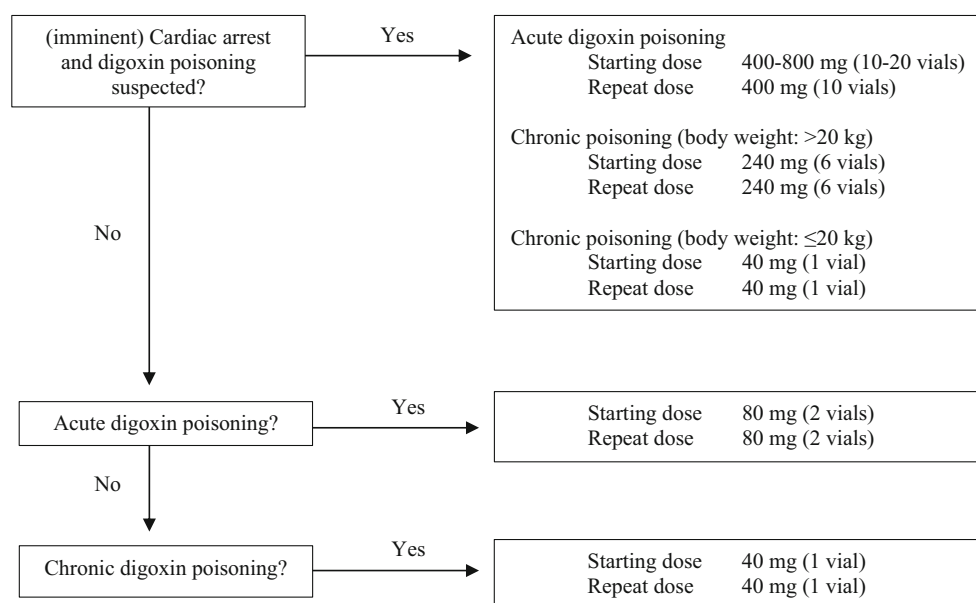 (imminent) Cardiac arrest
and digoxin poisoning
suspected?
Yes
Acute digoxin poisoning
Starting dose 400-800 mg (10-20 vials)
Repeat dose 400 mg (10 vials)
Chronic poisoning (body weight: >20 kg)
Starting dose 240 mg (6 vials)
Repeat dose 240 mg (6 vials)
Chronic poisoning (body weight: ≤20 kg)
Starting dose 40 mg (1 vial)
Repeat dose 40 mg (1 vial)
No
Acute digoxin poisoning?
Yes
Starting dose 80 mg (2 vials)
Repeat dose 80 mg (2 vials)
No
Chronic digoxin poisoning?
Yes
Starting dose 40 mg (1 vial)
Repeat dose 40 mg (1 vial)